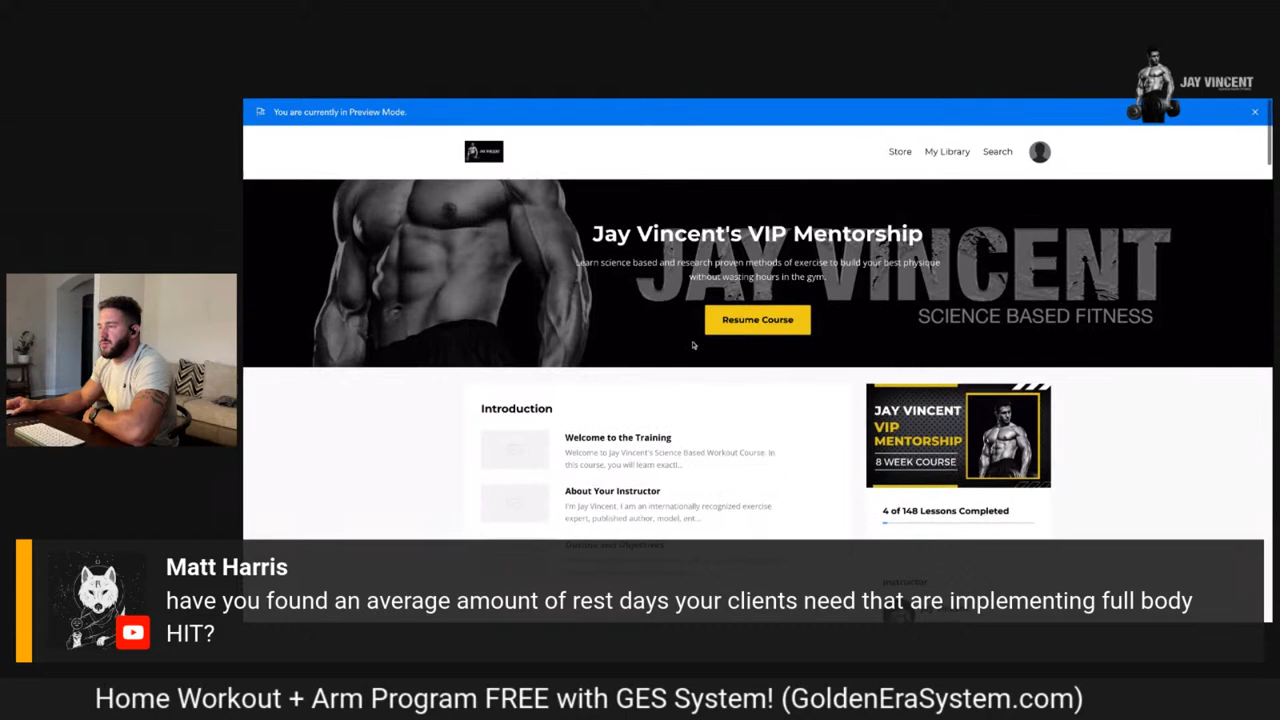 JAY VINCENT
You are currently in Preview Mode.
Store My Library Search
Jay Vincent's VIP Mentorship
Learn science based and research proven methods of exercise to build your best physique
without wasting hours in the gym.
JAY VINCENT
SCIENCE BASED FITNESS
Resume Course
Introduction
Welcome to the Training
Welcome to Jay Vincent's Science Based Workout Course. In
this course, you will learn exactl...
About Your Instructor
I'm Jay Vincent. I am an internationally recognized exercise
expert, published author, model, ent...
JAY VINCENT
VIP
MENTORSHIP
8 WEEK COURSE
4 of 148 Lessons Completed
Instructor
Matt Harris
have you found an average amount of rest days your clients need that are implementing full body
HIT?
Home Workout + Arm Program FREE with GES System! (GoldenEraSystem.com)